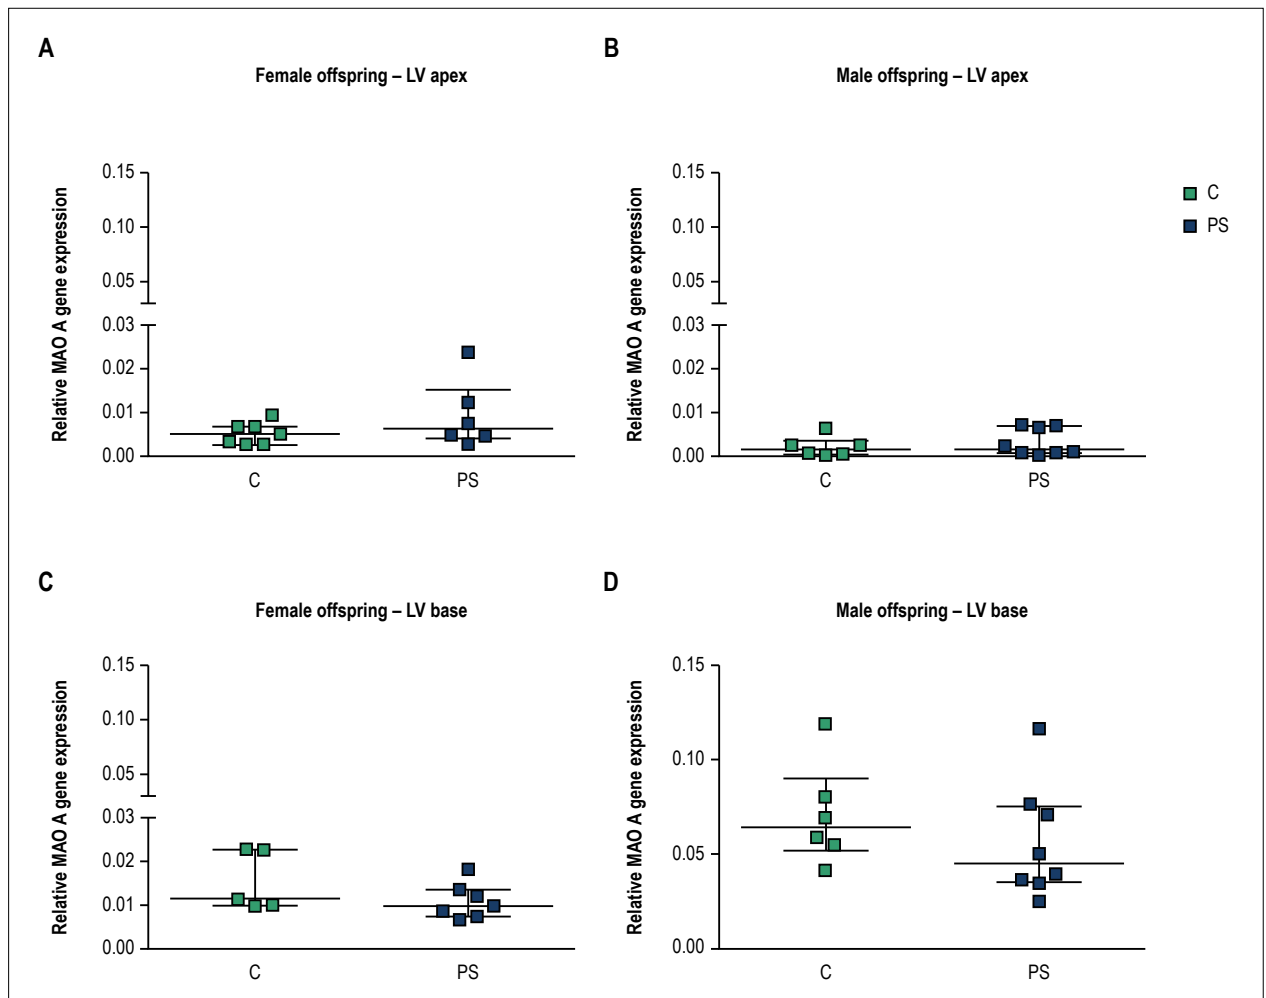 A
Female offspring – LV apex
Relative MAO A gene expression
0.15
0.10
0.05
0.03
0.02
0.01
0.00
C
PS
B
Male offspring – LV apex
Relative MAO A gene expression
0.15
0.10
0.05
0.03
0.02
0.01
0.00
C
PS
C
PS
C
Female offspring – LV base
Relative MAO A gene expression
0.15
0.10
0.05
0.03
0.02
0.01
0.00
C
PS
D
Male offspring – LV base
Relative MAO A gene expression
0.15
0.10
0.05
0.00
C
PS